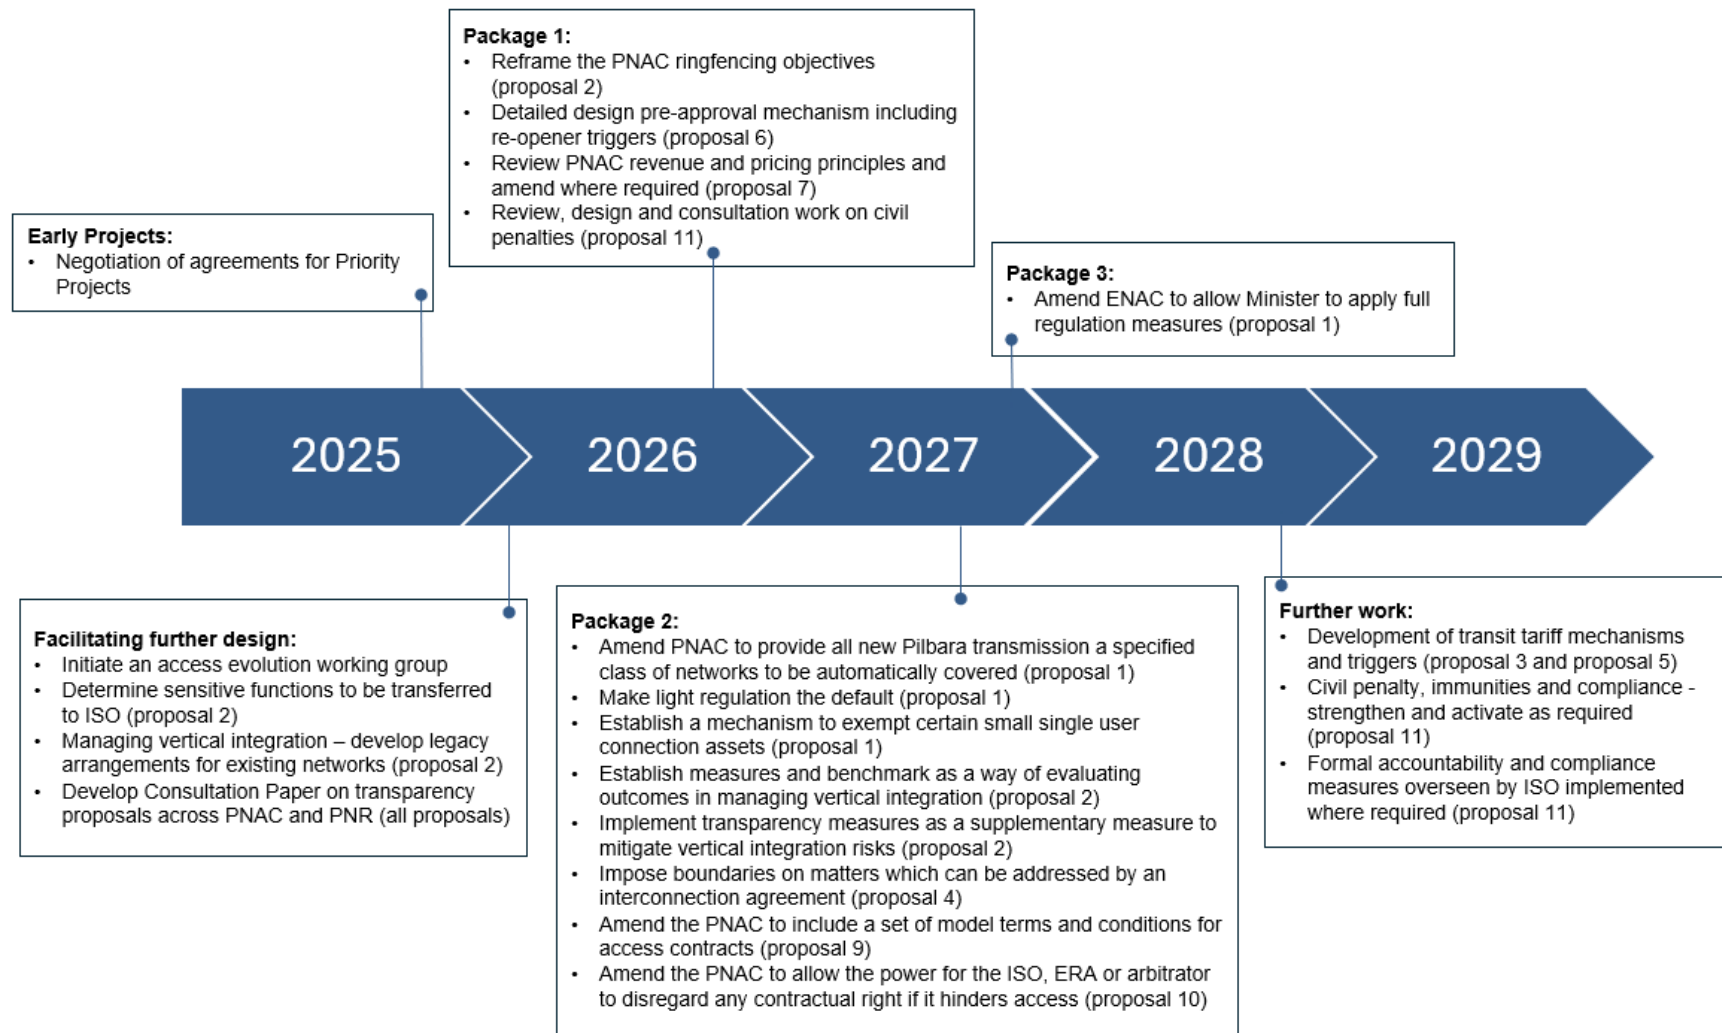 Package 1:
• Reframe the PNAC ringfencing objectives
(proposal 2)
• Detailed design pre-approval mechanism including
re-opener triggers (proposal 6)
• Review PNAC revenue and pricing principles and
amend where required (proposal 7)
• Review, design and consultation work on civil
penalties (proposal 11)
Early Projects:
• Negotiation of agreements for Priority
Projects
Package 3:
• Amend ENAC to allow Minister to apply full
regulation measures (proposal 1)
2025
2026
2027
2028
2029
Facilitating further design:
• Initiate an access evolution working group
• Determine sensitive functions to be transferred
to ISO (proposal 2)
• Managing vertical integration – develop legacy
arrangements for existing networks (proposal 2)
• Develop Consultation Paper on transparency
proposals across PNAC and PNR (all proposals)
Package 2:
• Amend PNAC to provide all new Pilbara transmission a specified
class of networks to be automatically covered (proposal 1)
• Make light regulation the default (proposal 1)
• Establish a mechanism to exempt certain small single user
connection assets (proposal 1)
• Establish measures and benchmark as a way of evaluating
outcomes in managing vertical integration (proposal 2)
• Implement transparency measures as a supplementary measure to
mitigate vertical integration risks (proposal 2)
• Impose boundaries on matters which can be addressed by an
interconnection agreement (proposal 4)
• Amend the PNAC to include a set of model terms and conditions for
access contracts (proposal 9)
• Amend the PNAC to allow the power for the ISO, ERA or arbitrator
to disregard any contractual right if it hinders access (proposal 10)
Further work:
• Development of transit tariff mechanisms
and triggers (proposal 3 and proposal 5)
• Civil penalty, immunities and compliance -
strengthen and activate as required
(proposal 11)
• Formal accountability and compliance
measures overseen by ISO implemented
where required (proposal 11)